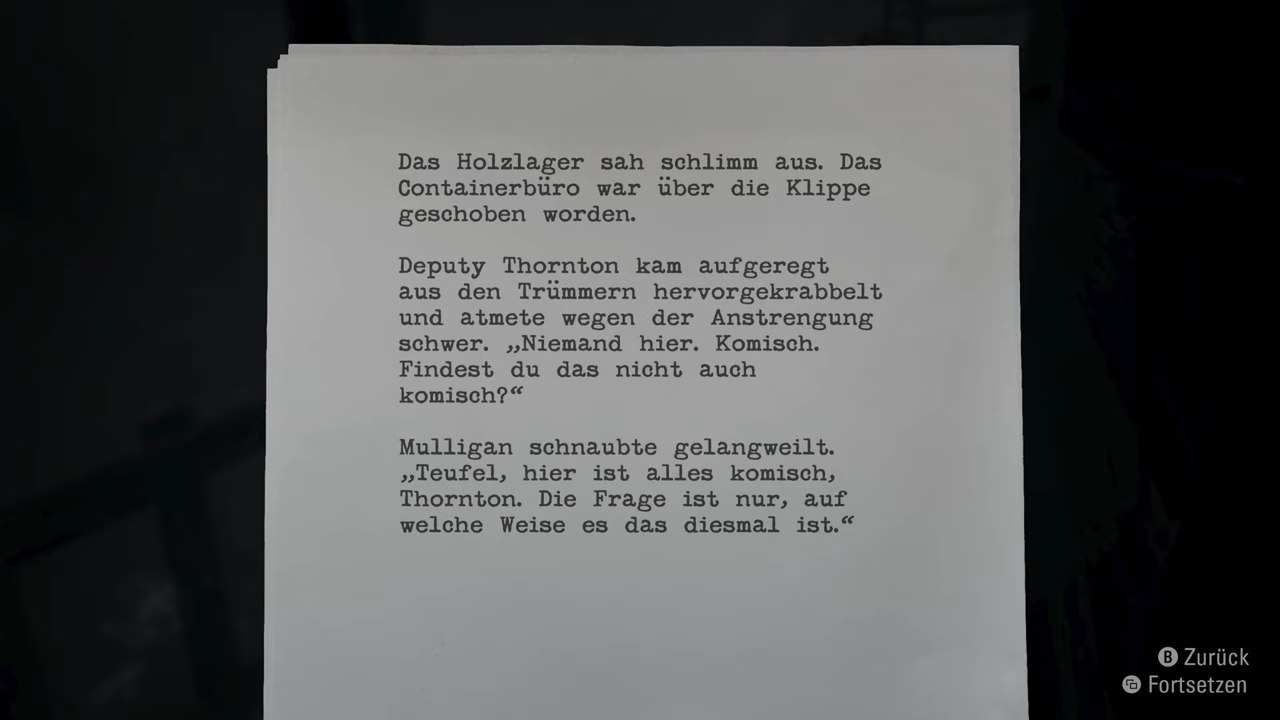 Das Holzlager sah schlimm aus. Das
Containerbüro war über die Klippe
geschoben worden.
Deputy Thornton kam aufgeregt
aus den Trümmern hervorgekrabbelt
und atmete wegen der Anstrengung
schwer. „Niemand hier. Komisch.
Findest du das nicht auch
komisch?“
Mulligan schnaubte gelangweilt.
„Teufel, hier ist alles komisch,
Thornton. Die Frage ist nur, auf
welche Weise es das diesmal ist.“
B Zurück
Fortsetzen